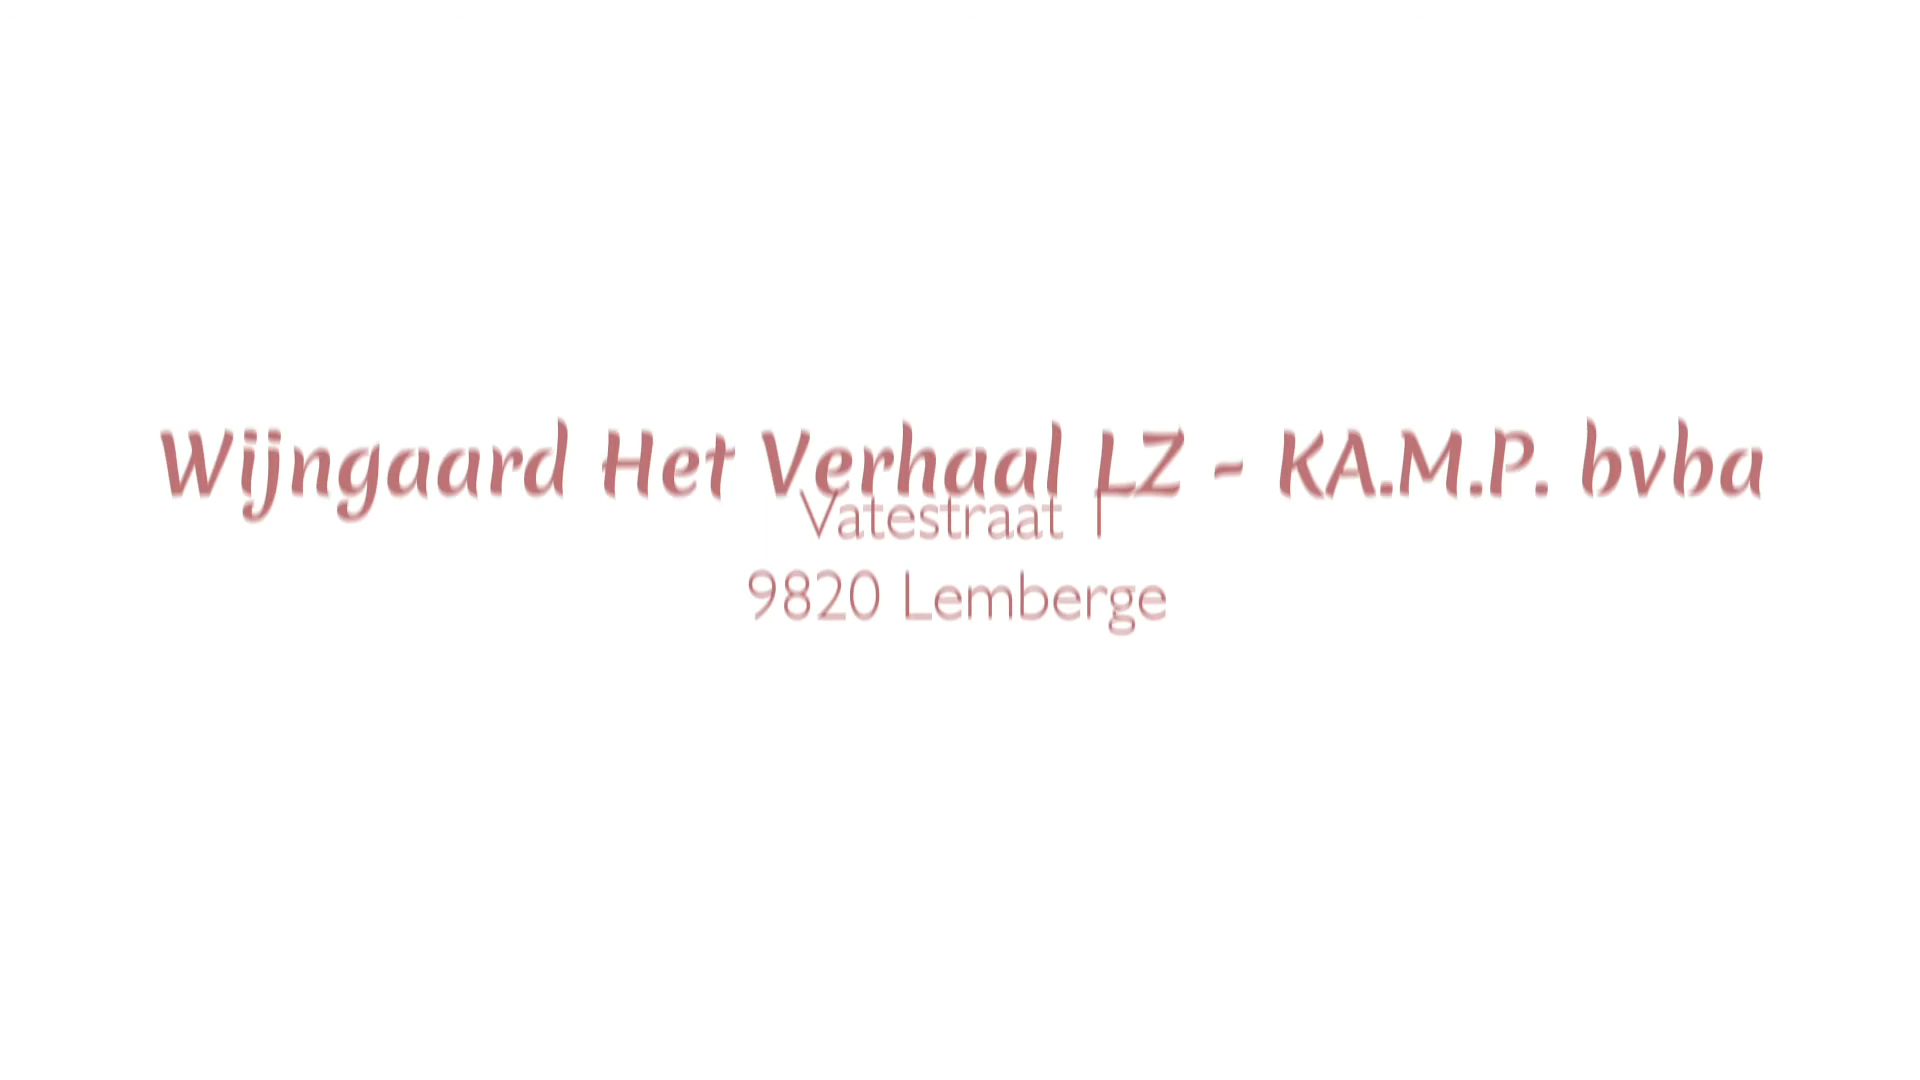 Wijngaard Het Verhaal LZ - KA.M.P. bvba
Vatestraat 1
9820 Lemberge